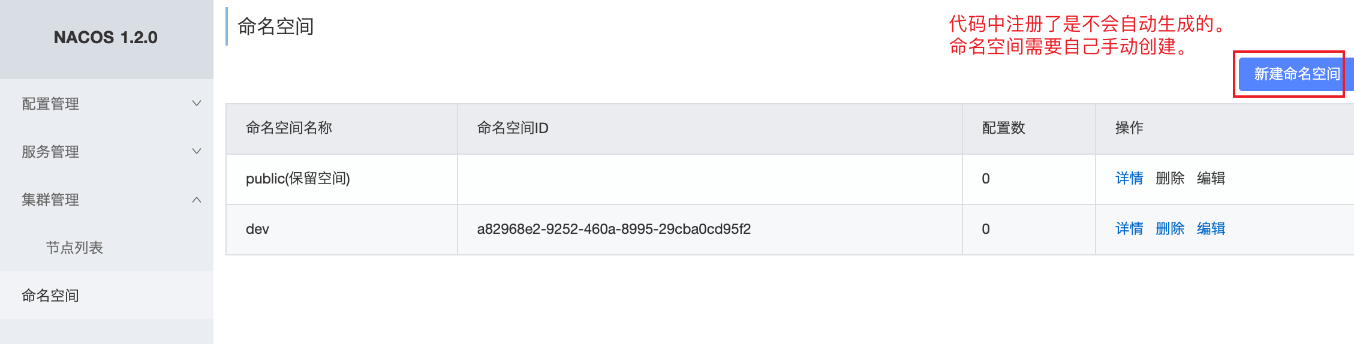 NACOS 1.2.0
配置管理
服务管理
集群管理
节点列表
命名空间
命名空间
代码中注册了是不会自动生成的。
命名空间需要自己手动创建。
新建命名空间
命名空间名称 命名空间ID 配置数 操作
public(保留空间) 0 详情 删除 编辑
dev a82968e2-9252-460a-8995-29cba0cd95f2 0 详情 删除 编辑